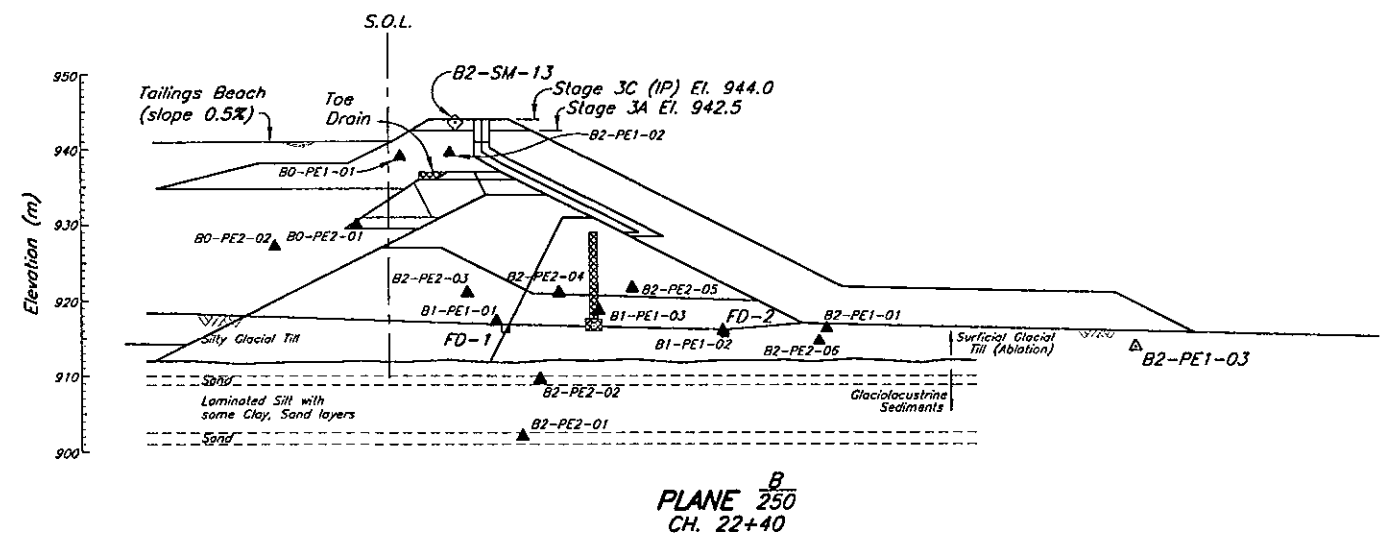 S.O.L.
950
940
930
920
910
900
Elevation (m)
Tailings Beach
(slope 0.5%)
Toe
Drain
B2-SM-13
Stage 3C (IP) El. 944.0
Stage 3A El. 942.5
B2-PE1-02
B0-PE1-01
B0-PE2-02
B0-PE2-01
B2-PE2-03
B2-PE2-04
B2-PE2-05
B1-PE1-01
B1-PE1-03
FD-2
B2-PE1-01
FD-1
B1-PE1-02
B2-PE2-06
Silty Glacial Till
Surficial Glacial
Till (Ablation)
B2-PE1-03
Sand
B2-PE2-02
Laminated Silt with
some Clay, Sand layers
Glaciolacustrine
Sediments
Sand
B2-PE2-01
PLANE B
250
CH. 22+40